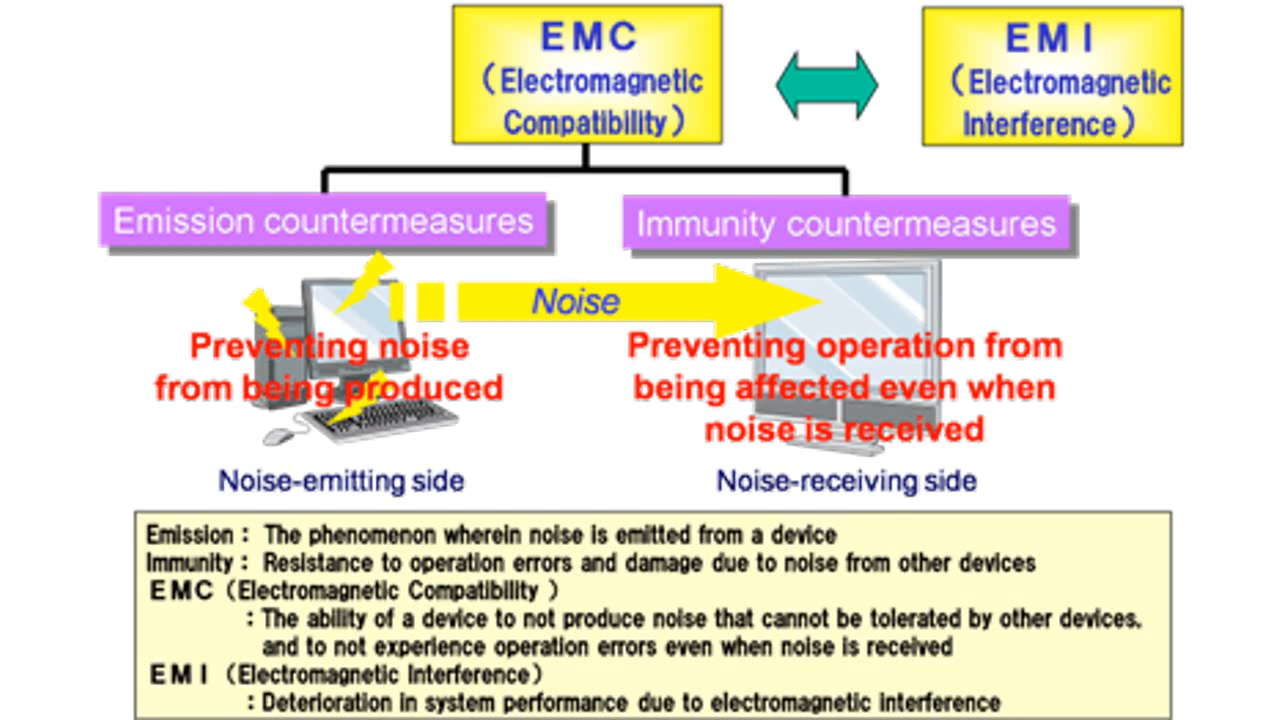 EMC
(Electromagnetic
Compatibility)
EMI
(Electromagnetic
Interference)
Emission countermeasures
Immunity countermeasures
Noise
Preventing noise
from being produced
Preventing operation from
being affected even when
noise is received
Noise-emitting side
Noise-receiving side
Emission : The phenomenon wherein noise is emitted from a device
Immunity : Resistance to operation errors and damage due to noise from other devices
EMC (Electromagnetic Compatibility )
: The ability of a device to not produce noise that cannot be tolerated by other devices,
and to not experience operation errors even when noise is received
EMI (Electromagnetic Interference)
: Deterioration in system performance due to electromagnetic interference